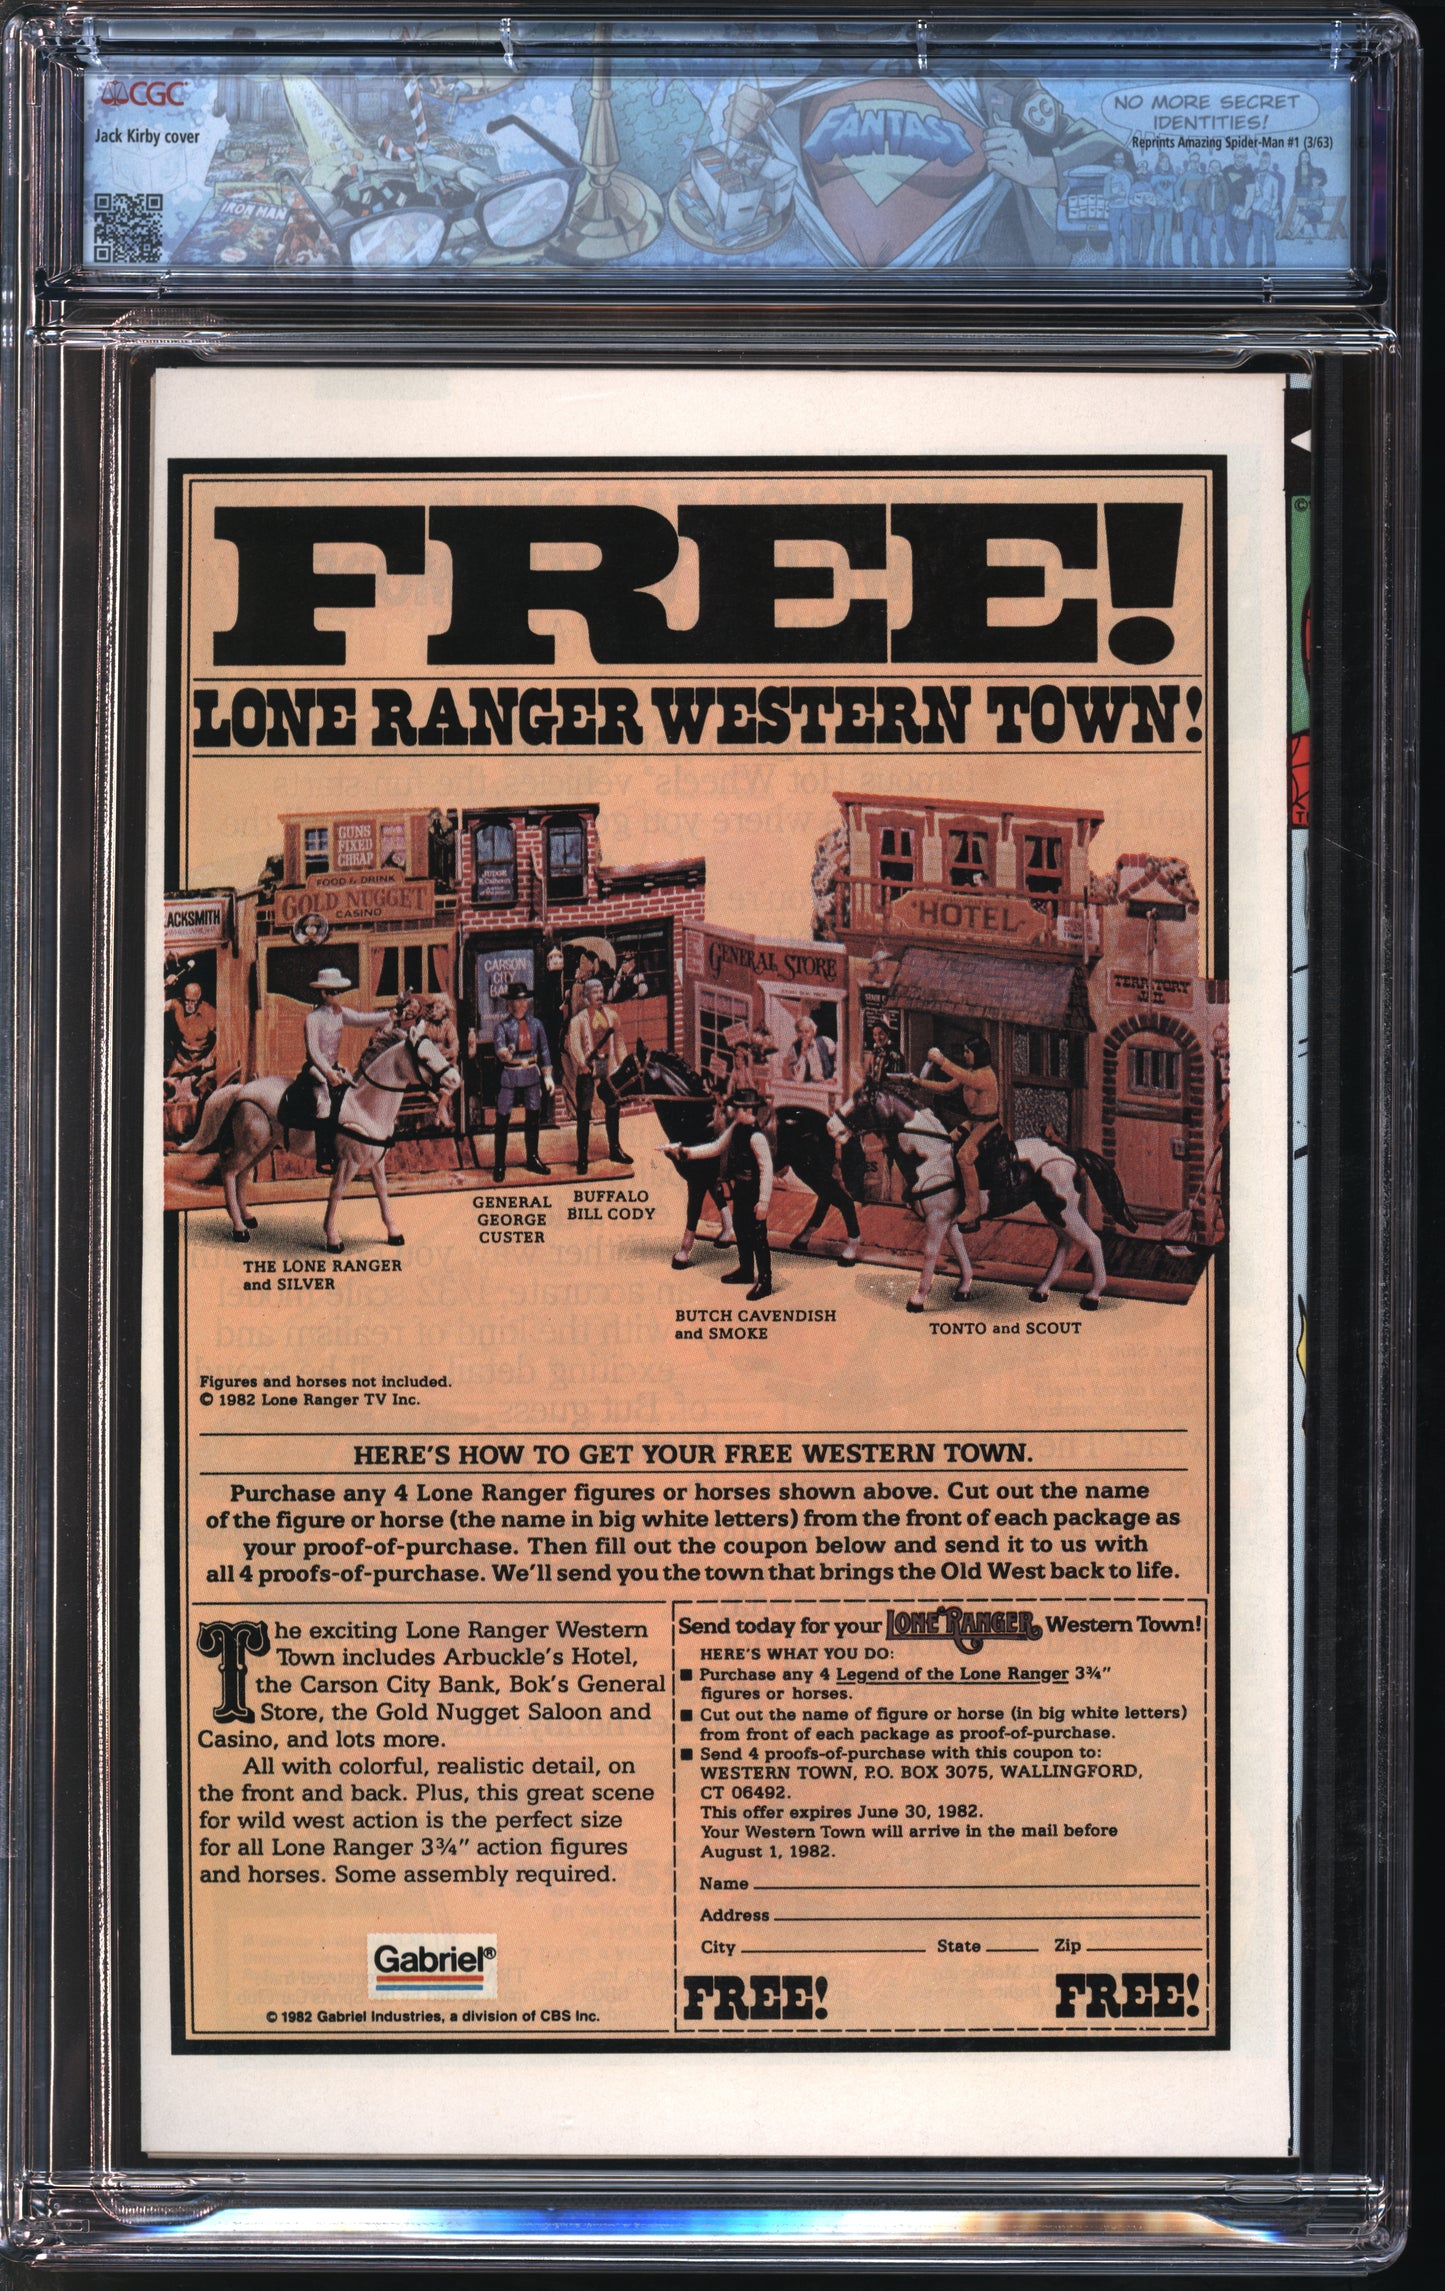 CGC
Jack Kirby cover
IRON MAN
FANTAST
NO MORE SECRET
IDENTITIES!
Reprints Amazing Spider-Man #1 (3/63)
FREE!
LONE RANGER WESTERN TOWN!
GUNS
FIXED
CHEAP
FOOD & DRINK
GOLD NUGGET
CASINO
ACKSMITH
JUDGE
CARSON
CITY
BA
GENERAL STORE
HOTEL
TERRITORY
JAIL
GENERAL
GEORGE
CUSTER
BUFFALO
BILL CODY
THE LONE RANGER
and SILVER
BUTCH CAVENDISH
and SMOKE
TONTO and SCOUT
Figures and horses not included.
© 1982 Lone Ranger TV Inc.
HERE'S HOW TO GET YOUR FREE WESTERN TOWN.
Purchase any 4 Lone Ranger figures or horses shown above. Cut out the name
of the figure or horse (the name in big white letters) from the front of each package as
your proof-of-purchase. Then fill out the coupon below and send it to us with
all 4 proofs-of-purchase. We'll send you the town that brings the Old West back to life.
The exciting Lone Ranger Western
Town includes Arbuckle's Hotel,
the Carson City Bank, Bok's General
Store, the Gold Nugget Saloon and
Casino, and lots more.
All with colorful, realistic detail, on
the front and back. Plus, this great scene
for wild west action is the perfect size
for all Lone Ranger 3¾" action figures
and horses. Some assembly required.
Gabriel®
© 1982 Gabriel Industries, a division of CBS Inc.
Send today for your LONE RANGER Western Town!
HERE'S WHAT YOU DO:
■ Purchase any 4 Legend of the Lone Ranger 3¾"
figures or horses.
■ Cut out the name of figure or horse (in big white letters)
from front of each package as proof-of-purchase.
■ Send 4 proofs-of-purchase with this coupon to:
WESTERN TOWN, P.O. BOX 3075, WALLINGFORD,
CT 06492.
This offer expires June 30, 1982.
Your Western Town will arrive in the mail before
August 1, 1982.
Name
Address
City State Zip
FREE! FREE!